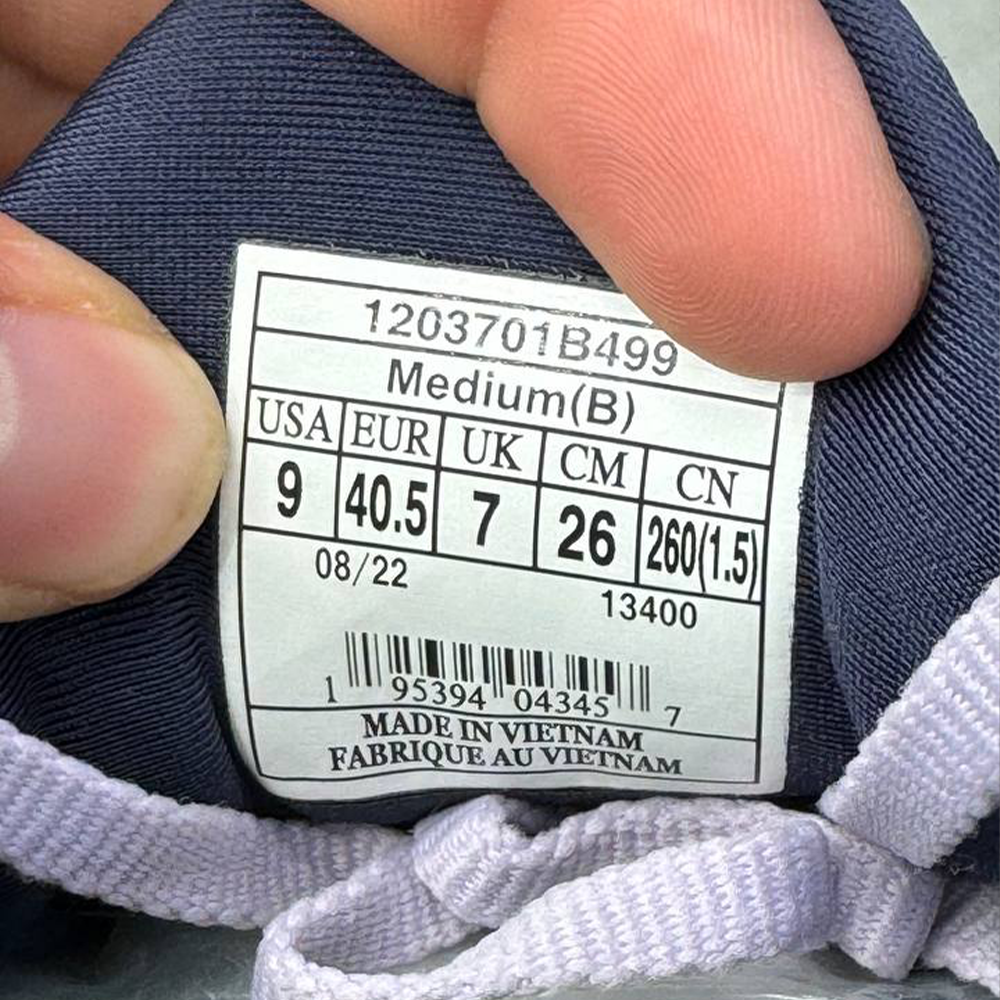 1203701B499
Medium(B)
USA EUR UK CM CN
9 40.5 7 26 260(1.5)
08/22
13400
1 95394 04345 7
MADE IN VIETNAM
FABRIQUE AU VIETNAM